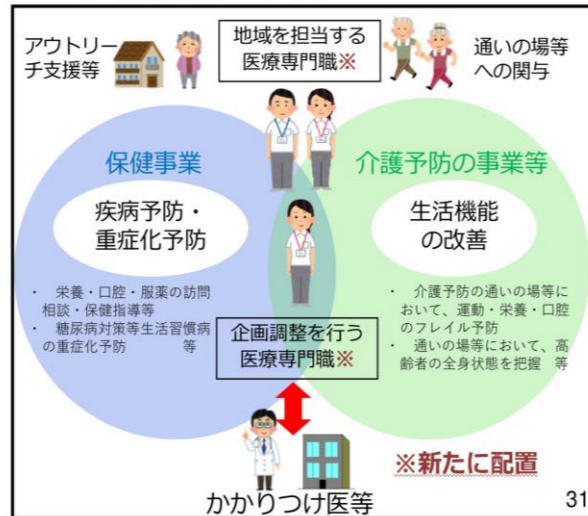 アウトリー
チ支援等
地域を担当する
医療専門職※
通いの場等
への関与
保健事業
介護予防の事業等
疾病予防・
重症化予防
生活機能
の改善
・ 栄養・口腔・服薬の訪問
相談・保健指導等
・ 糖尿病対策等生活習慣病
の重症化予防 等
・ 介護予防の通いの場等に
おいて、運動・栄養・口腔
のフレイル予防
・ 通いの場等において、高
齢者の全身状態を把握 等
企画調整を行う
医療専門職※
※新たに配置
かかりつけ医等
31